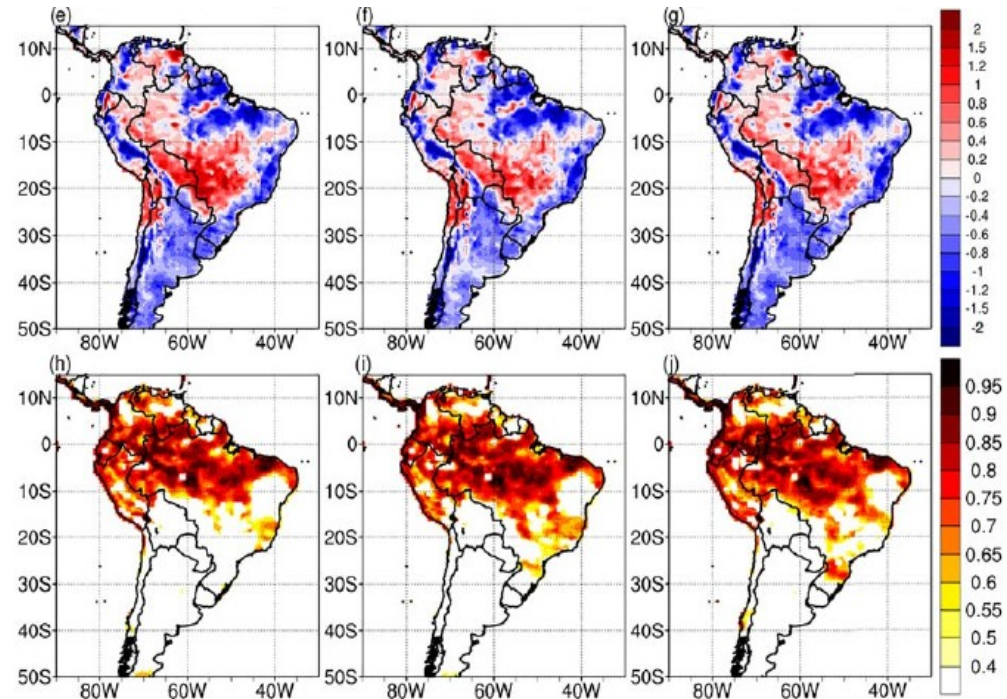 (e) (f) (g)
10N 10N 10N 2
1.5
1.2
0 0 0 1
0.8
10S 10S 10S 0.6
0.4
0.2
20S 20S 20S 0
-0.2
-0.4
30S 30S 30S -0.6
-0.8
-1
40S 40S 40S -1.2
-1.5
-2
50S 50S 50S
80W 60W 40W 80W 60W 40W 80W 60W 40W
(h) (i) (j)
10N 10N 10N 0.95
0.9
0 0 0 0.85
0.8
10S 10S 10S 0.75
0.7
20S 20S 20S 0.65
0.6
30S 30S 30S 0.55
0.5
40S 40S 40S 0.4
50S 50S 50S
80W 60W 40W 80W 60W 40W 80W 60W 40W